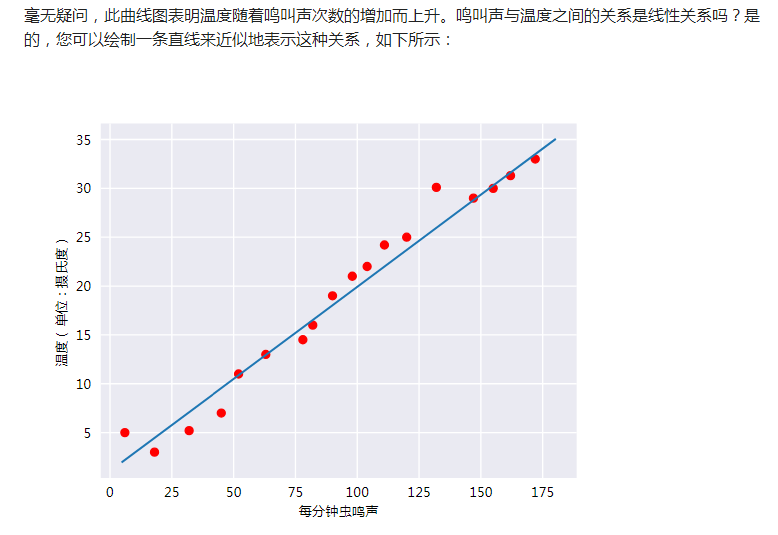 毫无疑问，此曲线图表明温度随着鸣叫声次数的增加而上升。鸣叫声与温度之间的关系是线性关系吗？是
的，您可以绘制一条直线来近似地表示这种关系，如下所示：
35
30
25
20
15
10
5
温度（单位：摄氏度）
0 25 50 75 100 125 150 175
每分钟虫鸣声